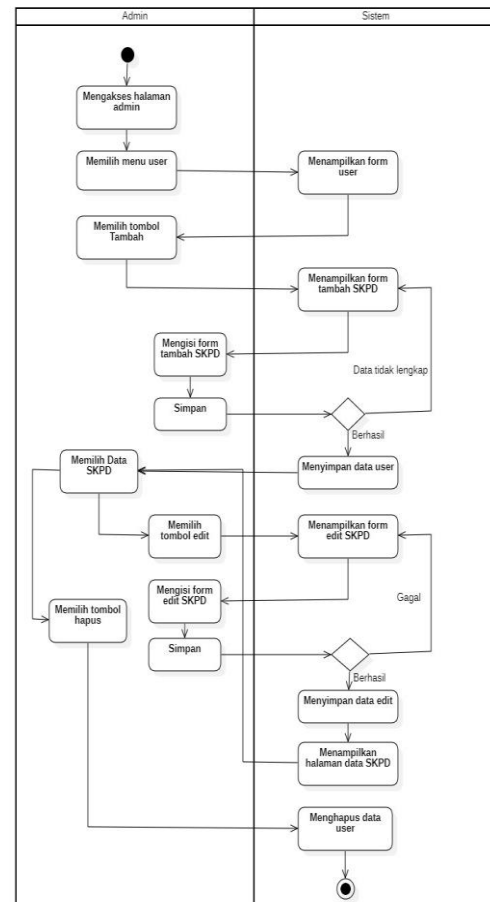 Admin
Sistem
Mengakses halaman
admin
Memilih menu user
Menampilkan form
user
Memilih tombol
Tambah
Menampilkan form
tambah SKPD
Mengisi form
tambah SKPD
Data tidak lengkap
Simpan
Berhasil
Memilih Data
SKPD
Menyimpan data user
Memilih
tombol edit
Menampilkan form
edit SKPD
Mengisi form
edit SKPD
Gagal
Memilih tombol
hapus
Simpan
Berhasil
Menyimpan data edit
Menampilkan
halaman data SKPD
Menghapus data
user